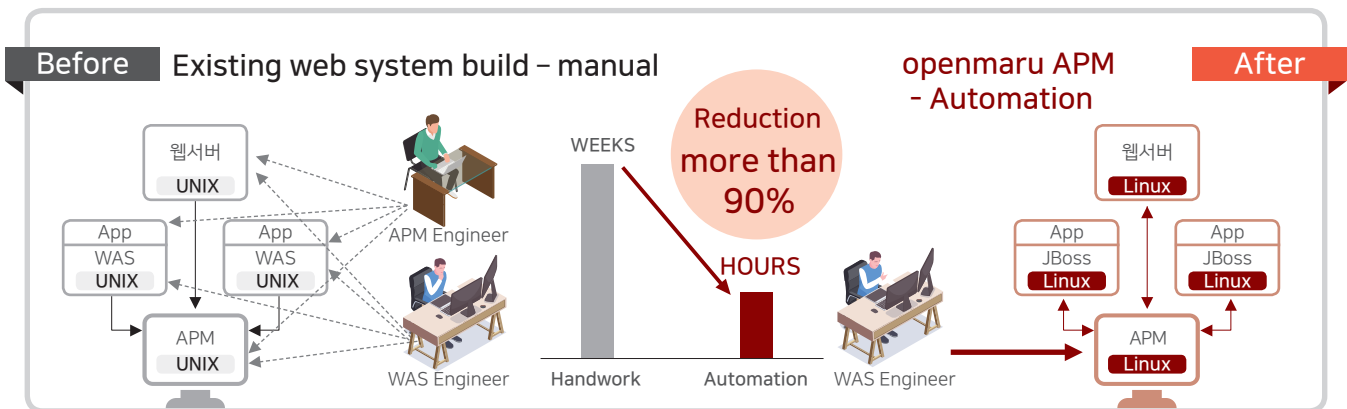 Before
Existing web system build – manual
웹서버
UNIX
App
WAS
UNIX
App
WAS
UNIX
APM
UNIX
APM Engineer
WAS Engineer
WEEKS
Reduction
more than
90%
HOURS
Handwork
Automation
WAS Engineer
openmaru APM
- Automation
After
웹서버
Linux
App
JBoss
Linux
App
JBoss
Linux
APM
Linux